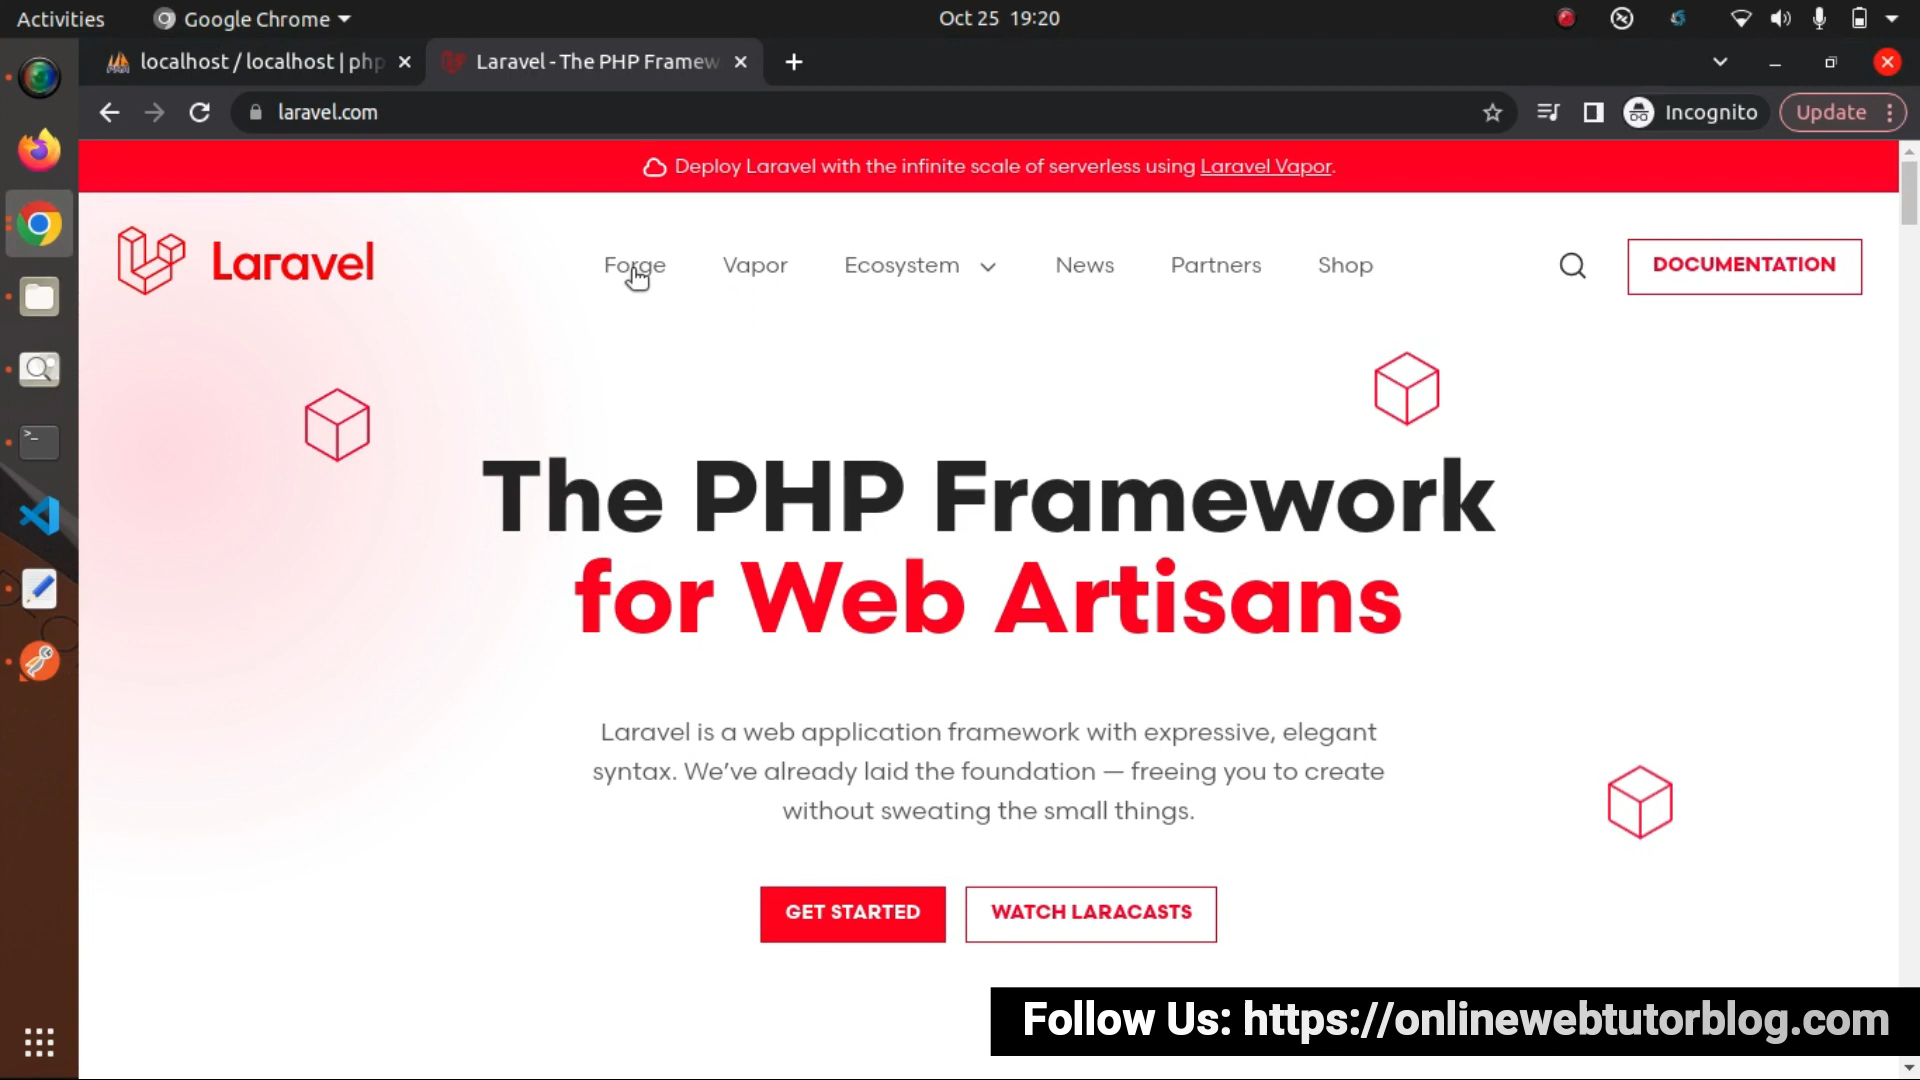 Activities
Google Chrome
Oct 25 19:20
localhost / localhost | php
Laravel - The PHP Framew
laravel.com
Incognito
Update
Deploy Laravel with the infinite scale of serverless using Laravel Vapor.
Laravel
Forge
Vapor
Ecosystem
News
Partners
Shop
DOCUMENTATION
The PHP Framework
for Web Artisans
Laravel is a web application framework with expressive, elegant
syntax. We’ve already laid the foundation — freeing you to create
without sweating the small things.
GET STARTED
WATCH LARACASTS
Follow Us: https://onlinewebtutorblog.com